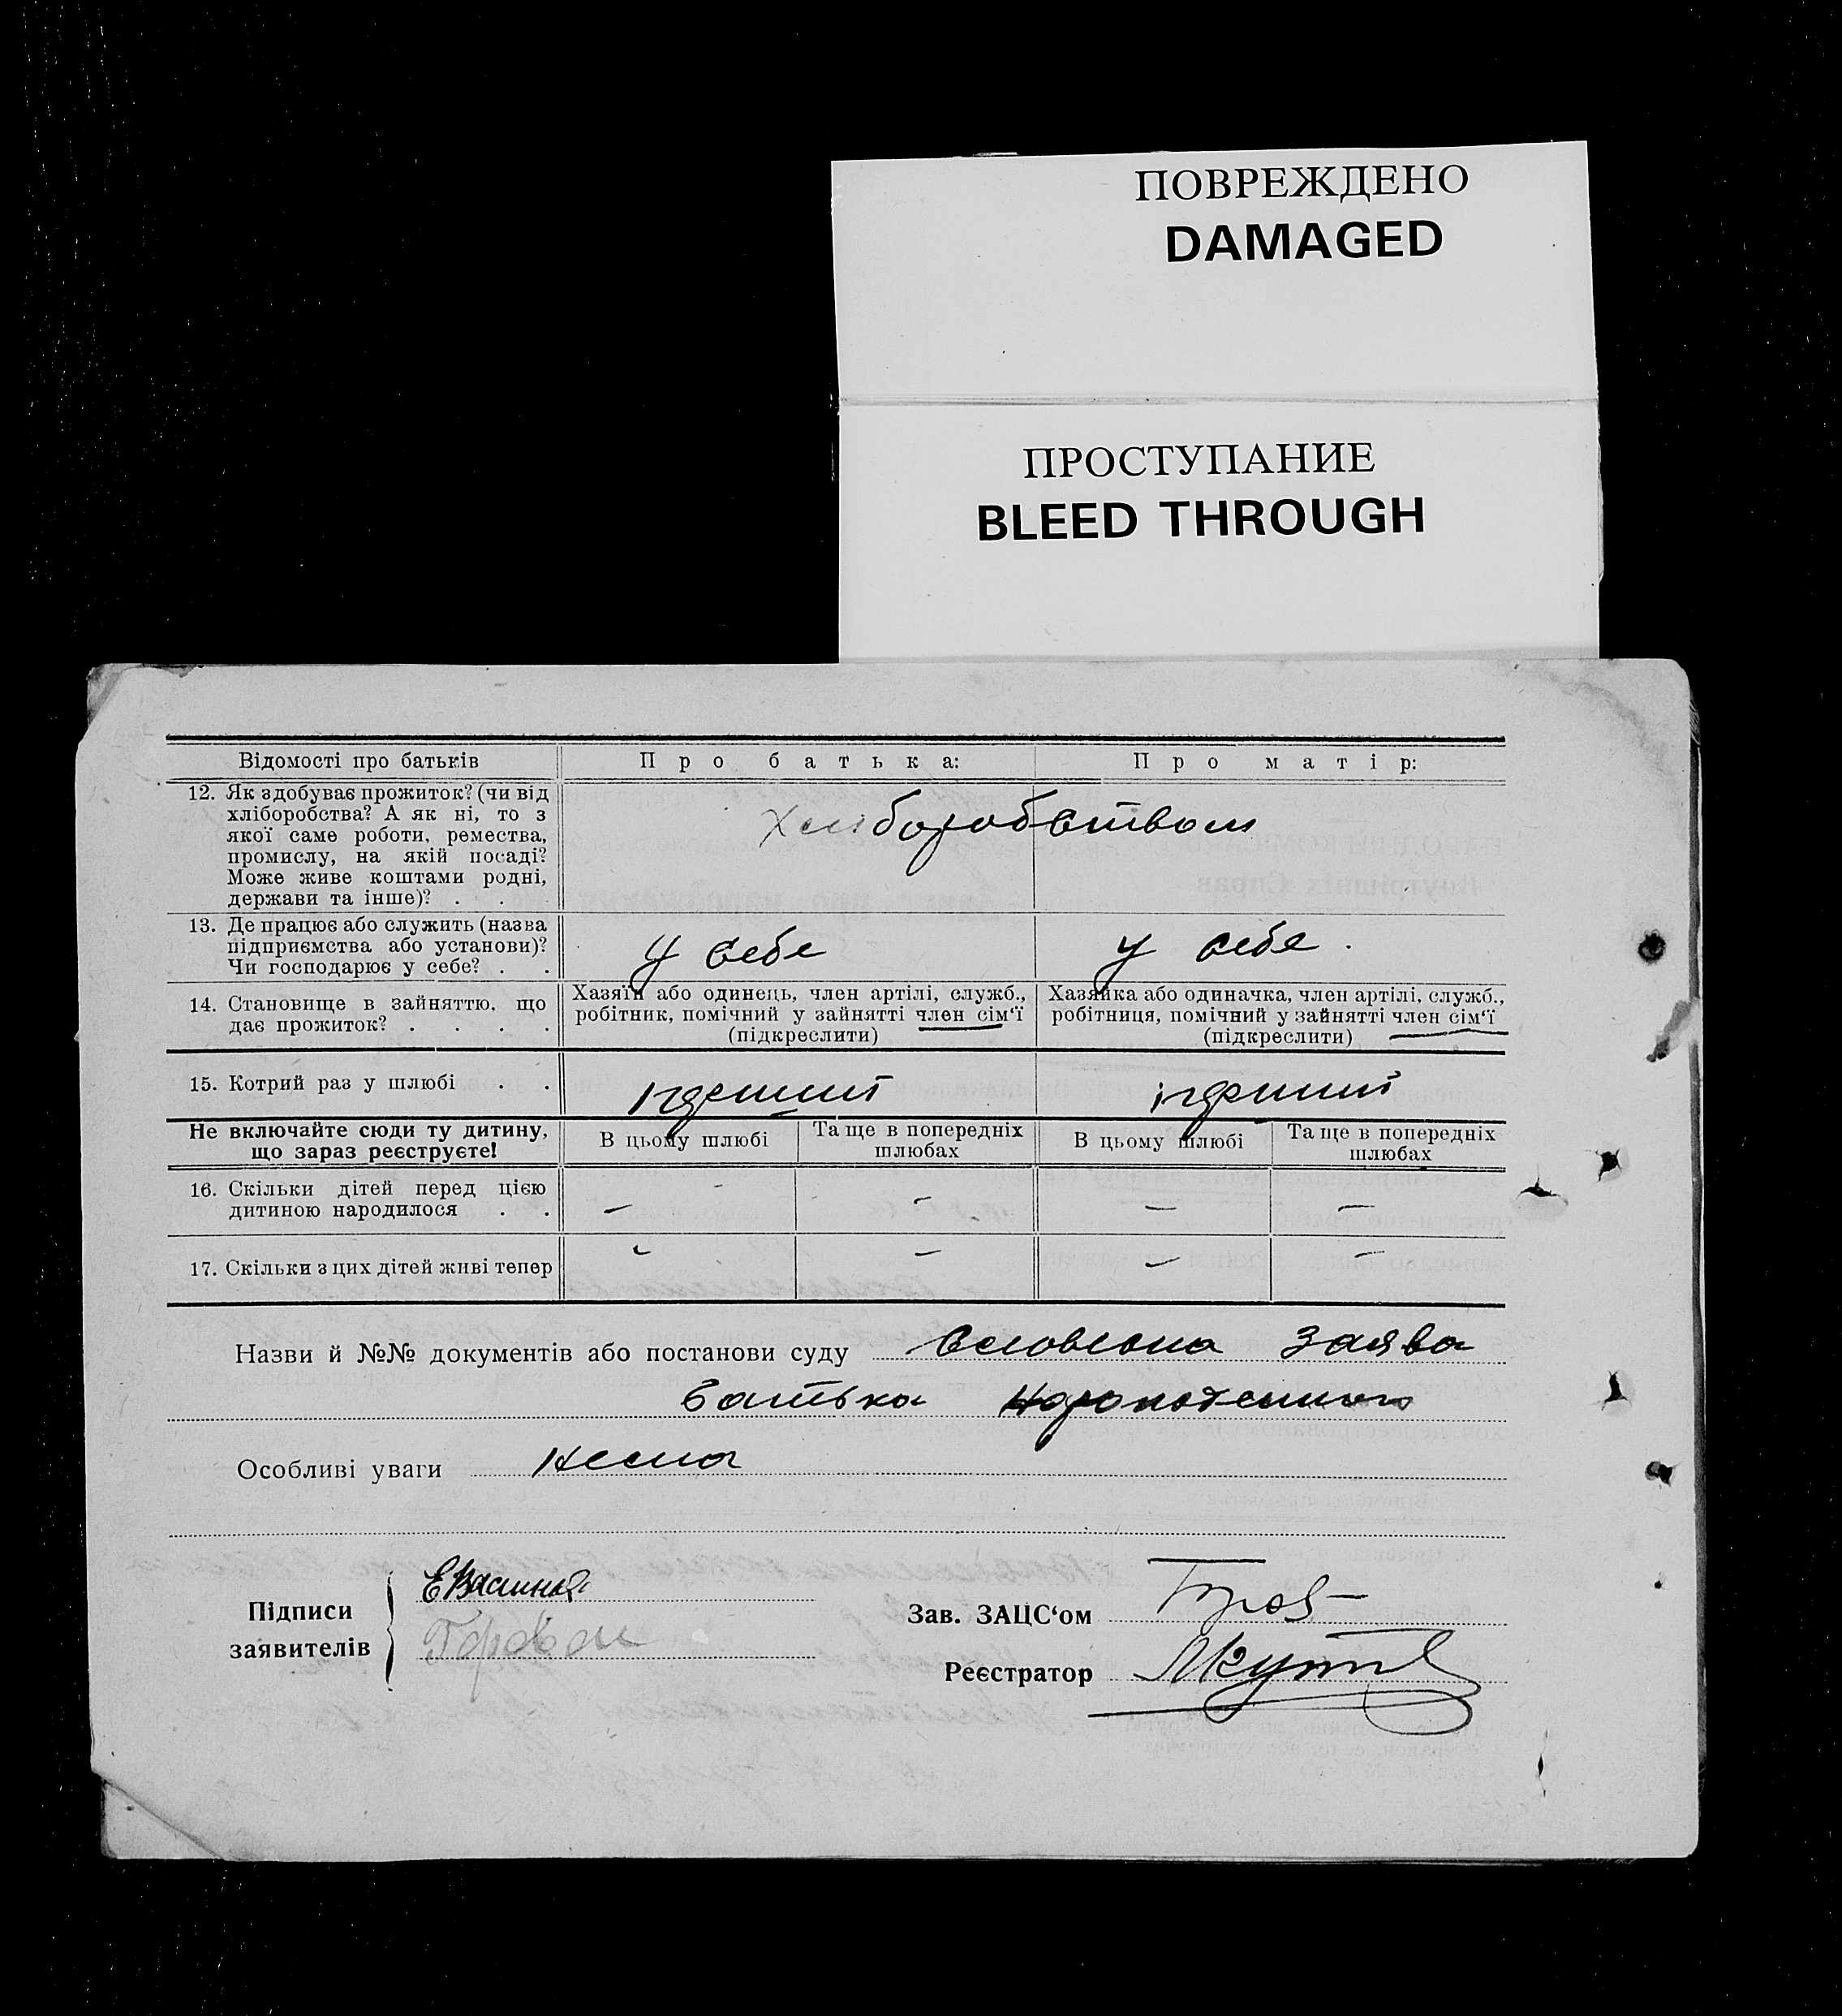 ПОВРЕЖДЕНО
DAMAGED
ПРОСТУПАНИЕ
BLEED THROUGH
Відомості про батьків
Про батька:
Про матір:
12. Як здобуває прожиток? (чи від
хліборобства? А як ні, то з
якої саме роботи, ремества,
промислу, на якій посаді?
Може живе коштами родні,
держави та інше)? . . .
хліборобством
13. Де працює або служить (назва
підприємства або установи)?
Чи господарює у себе? . .
у себе
у себе.
14. Становище в зайняттю, що
дає прожиток? . . . .
Хазяїн або одинець, член артілі, служб.,
робітник, помічний у зайнятті член сім'ї
(підкреслити)
Хазяйка або одиначка, член артілі, служб.,
робітниця, помічний у зайнятті член сім'ї
(підкреслити)
15. Котрий раз у шлюбі . .
перший
перший
Не включайте сюди ту дитину,
що зараз реєструєте!
В цьому шлюбі
Та ще в попередніх
шлюбах
В цьому шлюбі
Та ще в попередніх
шлюбах
16. Скільки дітей перед цією
дитиною народилося . .
— — — —
17. Скільки з цих дітей живі тепер
— — — —
Назви й №№ документів або постанови суду Словесна заява
батька
Особливі уваги нема
Підписи
заявителів
Зав. ЗАЦС'ом
Реєстратор